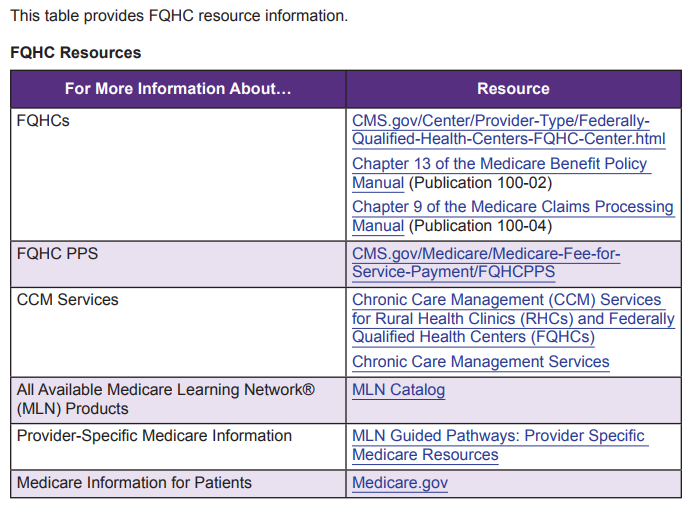 This table provides FQHC resource information.
FQHC Resources
For More Information About… Resource
FQHCs
CMS.gov/Center/Provider-Type/Federally-
Qualified-Health-Centers-FQHC-Center.html
Chapter 13 of the Medicare Benefit Policy
Manual (Publication 100-02)
Chapter 9 of the Medicare Claims Processing
Manual (Publication 100-04)
FQHC PPS
CMS.gov/Medicare/Medicare-Fee-for-
Service-Payment/FQHCPPS
CCM Services
Chronic Care Management (CCM) Services
for Rural Health Clinics (RHCs) and Federally
Qualified Health Centers (FQHCs)
Chronic Care Management Services
All Available Medicare Learning Network®
(MLN) Products
MLN Catalog
Provider-Specific Medicare Information
MLN Guided Pathways: Provider Specific
Medicare Resources
Medicare Information for Patients
Medicare.gov